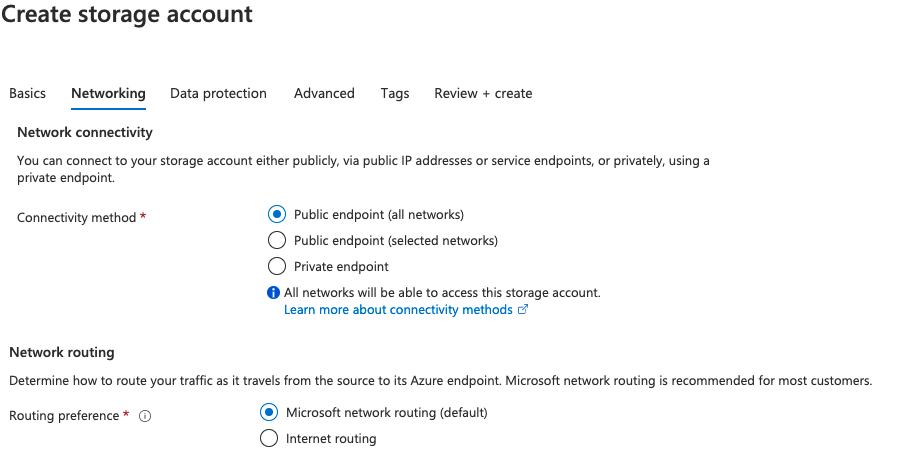 Create storage account
Basics Networking Data protection Advanced Tags Review + create
Network connectivity
You can connect to your storage account either publicly, via public IP addresses or service endpoints, or privately, using a
private endpoint.
Connectivity method *
Public endpoint (all networks)
Public endpoint (selected networks)
Private endpoint
All networks will be able to access this storage account.
Learn more about connectivity methods
Network routing
Determine how to route your traffic as it travels from the source to its Azure endpoint. Microsoft network routing is recommended for most customers.
Routing preference *
Microsoft network routing (default)
Internet routing